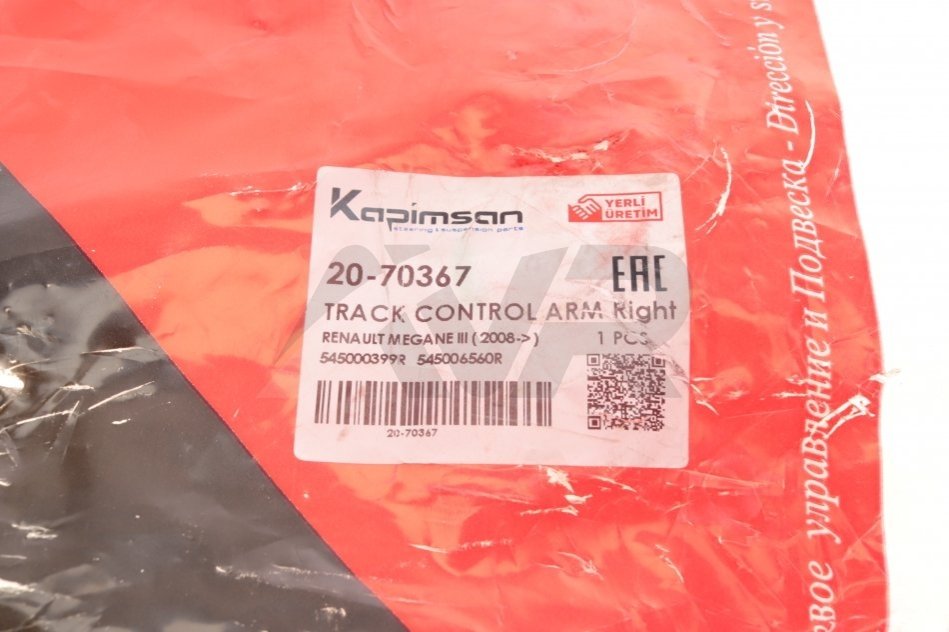 Kapimsan
steering & suspension parts
YERLİ
ÜRETİM
20-70367
EAC
TRACK CONTROL ARM Right
RENAULT MEGANE III ( 2008-> )
1 PCS
545000399R 545006560R
20-70367
AVR
управление и Подвеска - Dirección y